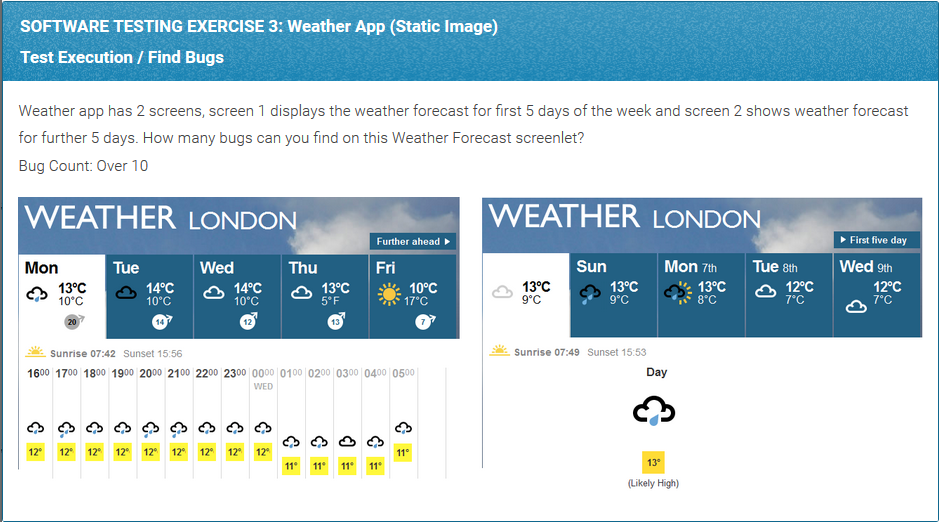 SOFTWARE TESTING EXERCISE 3: Weather App (Static Image)
Test Execution / Find Bugs
Weather app has 2 screens, screen 1 displays the weather forecast for first 5 days of the week and screen 2 shows weather forecast
for further 5 days. How many bugs can you find on this Weather Forecast screenlet?
Bug Count: Over 10
WEATHER LONDON
Further ahead
Mon Tue Wed Thu Fri
13°C 14°C 14°C 13°C 10°C
10°C 10°C 10°C 5°F 17°C
20 14 12 13 7
Sunrise 07:42 Sunset 15:56
1600 1700 1800 1900 2000 2100 2200 2300 0000 0100 0200 0300 0400 0500
WED
12° 12° 12° 12° 12° 12° 12° 12° 12° 11° 11° 11° 11° 11°
WEATHER LONDON
First five day
Sun Mon 7th Tue 8th Wed 9th
13°C 13°C 13°C 12°C 12°C
9°C 9°C 8°C 7°C 7°C
Sunrise 07:49 Sunset 15:53
Day
13°
(Likely High)